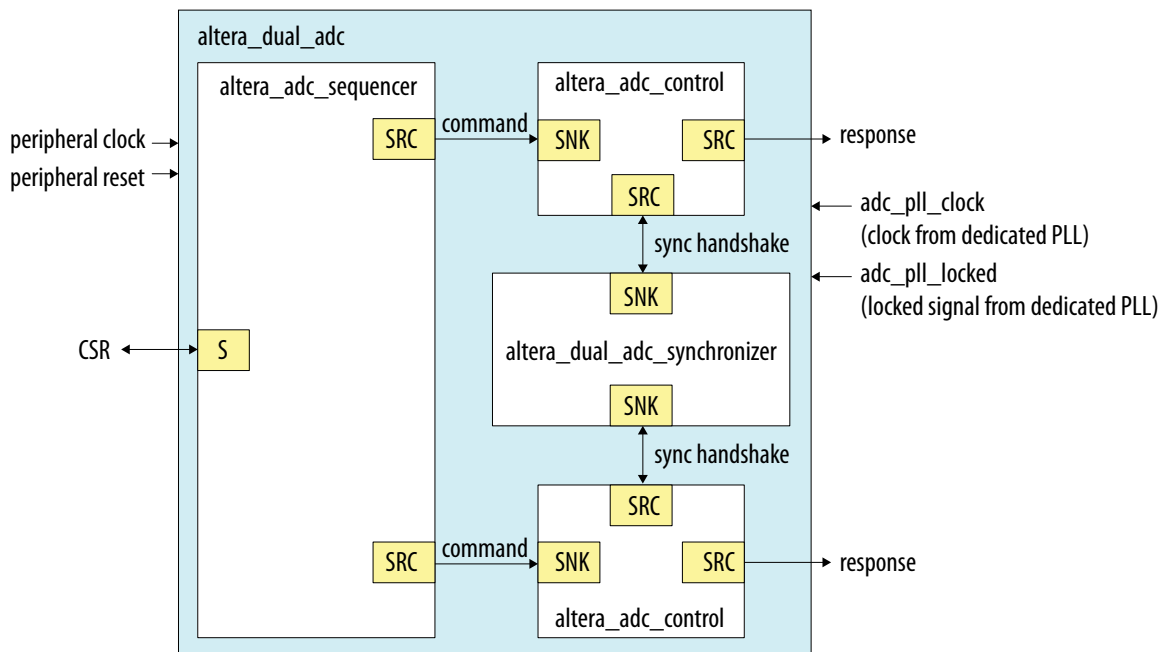 altera_dual_adc
altera_adc_sequencer
altera_adc_control
peripheral clock
SRC
command
SNK
SRC
response
peripheral reset
SRC
adc_pll_clock
(clock from dedicated PLL)
sync handshake
adc_pll_locked
(locked signal from dedicated PLL)
SNK
CSR
S
altera_dual_adc_synchronizer
SNK
sync handshake
SRC
SRC
command
SNK
SRC
response
altera_adc_control